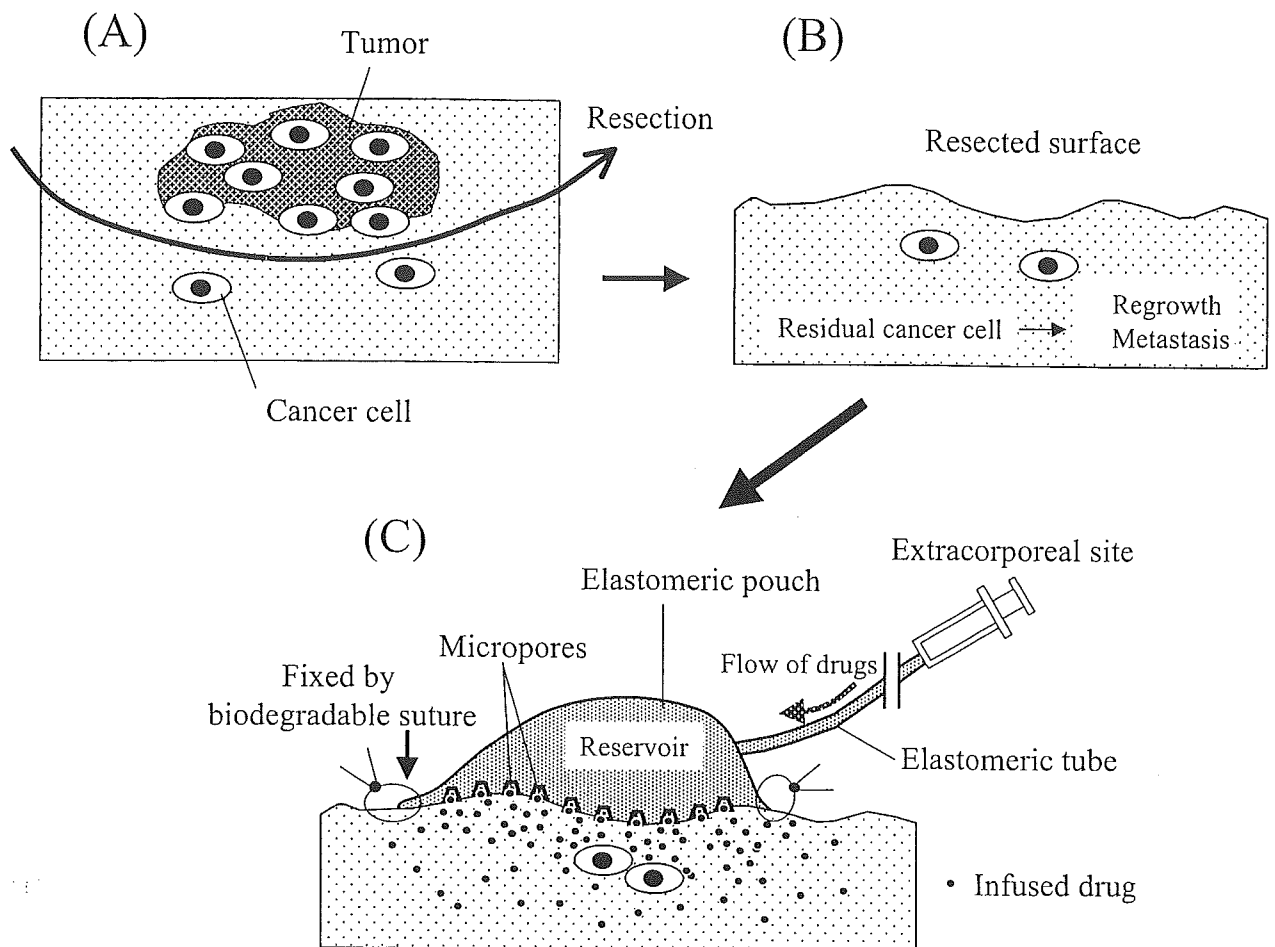 (A)
Tumor
Resection
Cancer cell
(B)
Resected surface
Residual cancer cell
Regrowth
Metastasis
(C)
Extracorporeal site
Elastomeric pouch
Micropores
Flow of drugs
Fixed by
biodegradable suture
Reservoir
Elastomeric tube
Infused drug